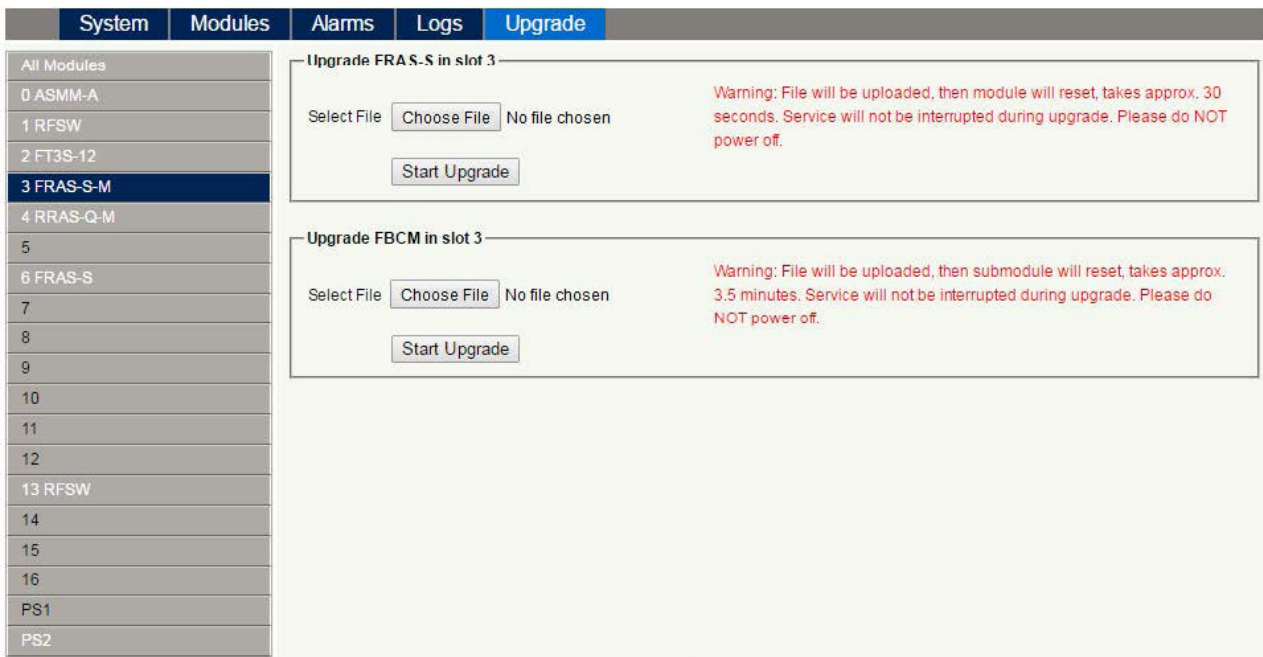 System Modules Alarms Logs Upgrade
All Modules
0 ASMM-A
1 RFSW
2 FT3S-12
3 FRAS-S-M
4 RRAS-Q-M
5
6 FRAS-S
7
8
9
10
11
12
13 RFSW
14
15
16
PS1
PS2
Upgrade FRAS-S in slot 3
Select File Choose File No file chosen
Start Upgrade
Warning: File will be uploaded, then module will reset, takes approx. 30
seconds. Service will not be interrupted during upgrade. Please do NOT
power off.
Upgrade FBCM in slot 3
Select File Choose File No file chosen
Start Upgrade
Warning: File will be uploaded, then submodule will reset, takes approx.
3.5 minutes. Service will not be interrupted during upgrade. Please do
NOT power off.